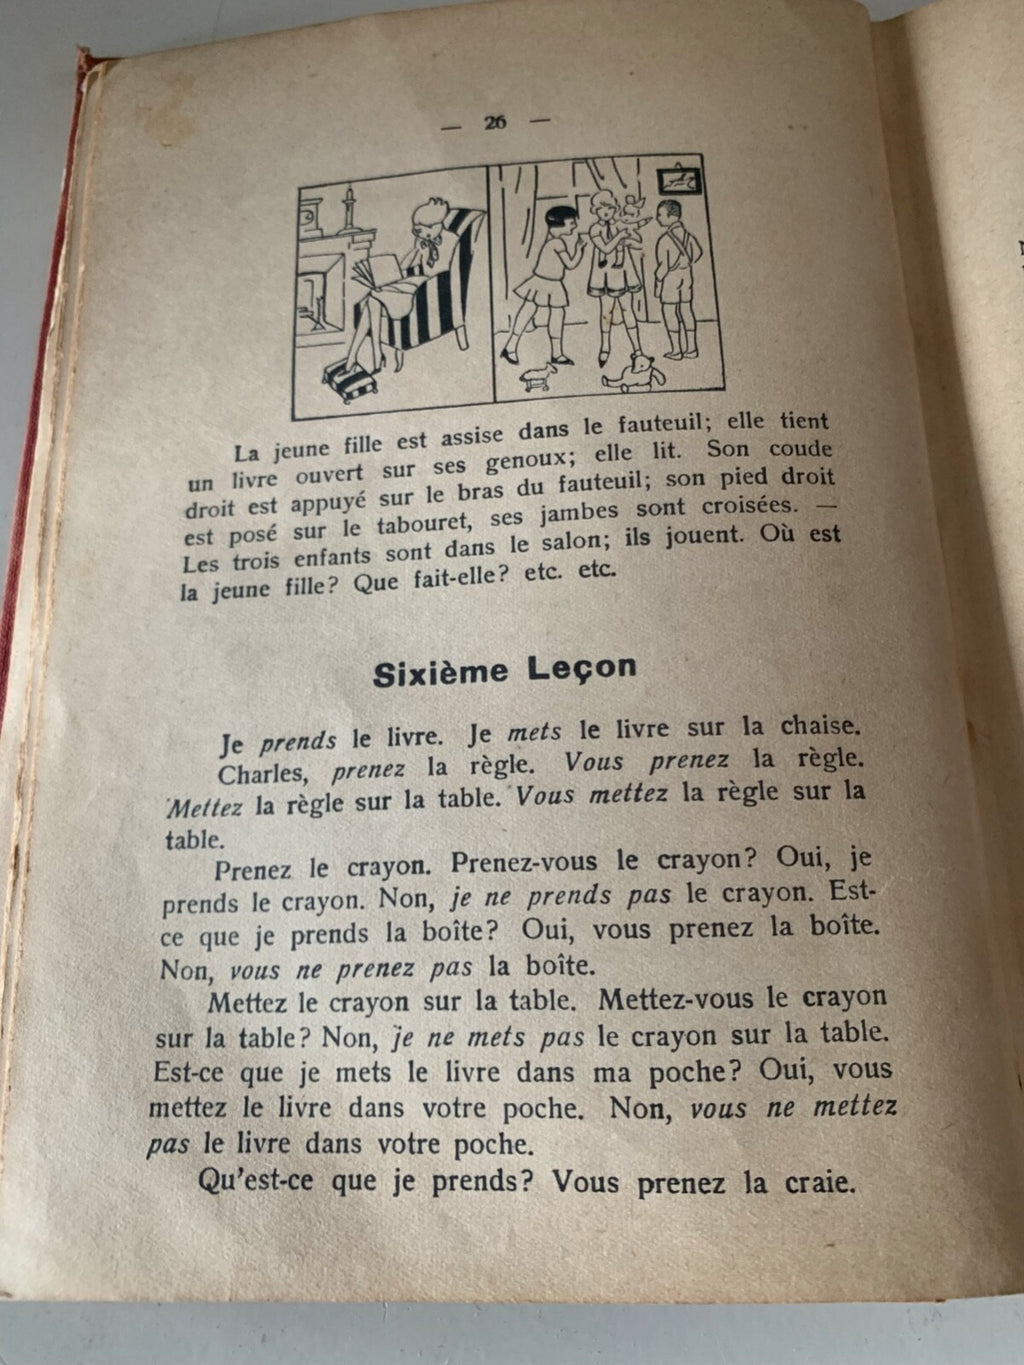 — 26 —
La jeune fille est assise dans le fauteuil; elle tient
un livre ouvert sur ses genoux; elle lit. Son coude
droit est appuyé sur le bras du fauteuil; son pied droit
est posé sur le tabouret, ses jambes sont croisées. —
Les trois enfants sont dans le salon; ils jouent. Où est
la jeune fille? Que fait-elle? etc. etc.
Sixième Leçon
Je prends le livre. Je mets le livre sur la chaise.
Charles, prenez la règle. Vous prenez la règle.
Mettez la règle sur la table. Vous mettez la règle sur la
table.
Prenez le crayon. Prenez-vous le crayon? Oui, je
prends le crayon. Non, je ne prends pas le crayon. Est-
ce que je prends la boîte? Oui, vous prenez la boîte.
Non, vous ne prenez pas la boîte.
Mettez le crayon sur la table. Mettez-vous le crayon
sur la table? Non, je ne mets pas le crayon sur la table.
Est-ce que je mets le livre dans ma poche? Oui, vous
mettez le livre dans votre poche. Non, vous ne mettez
pas le livre dans votre poche.
Qu'est-ce que je prends? Vous prenez la craie.